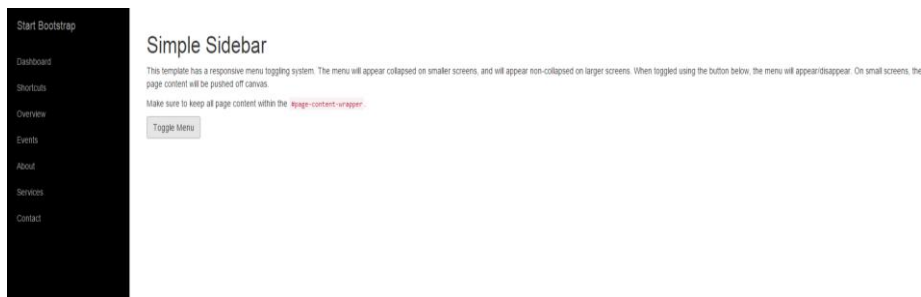 Start Bootstrap
Dashboard
Shortcuts
Overview
Events
About
Services
Contact
Simple Sidebar
This template has a responsive menu toggling system. The menu will appear collapsed on smaller screens, and will appear non-collapsed on larger screens. When toggled using the button below, the menu will appear/disappear. On small screens, the
page content will be pushed off canvas.
Make sure to keep all page content within the #page-content-wrapper.
Toggle Menu